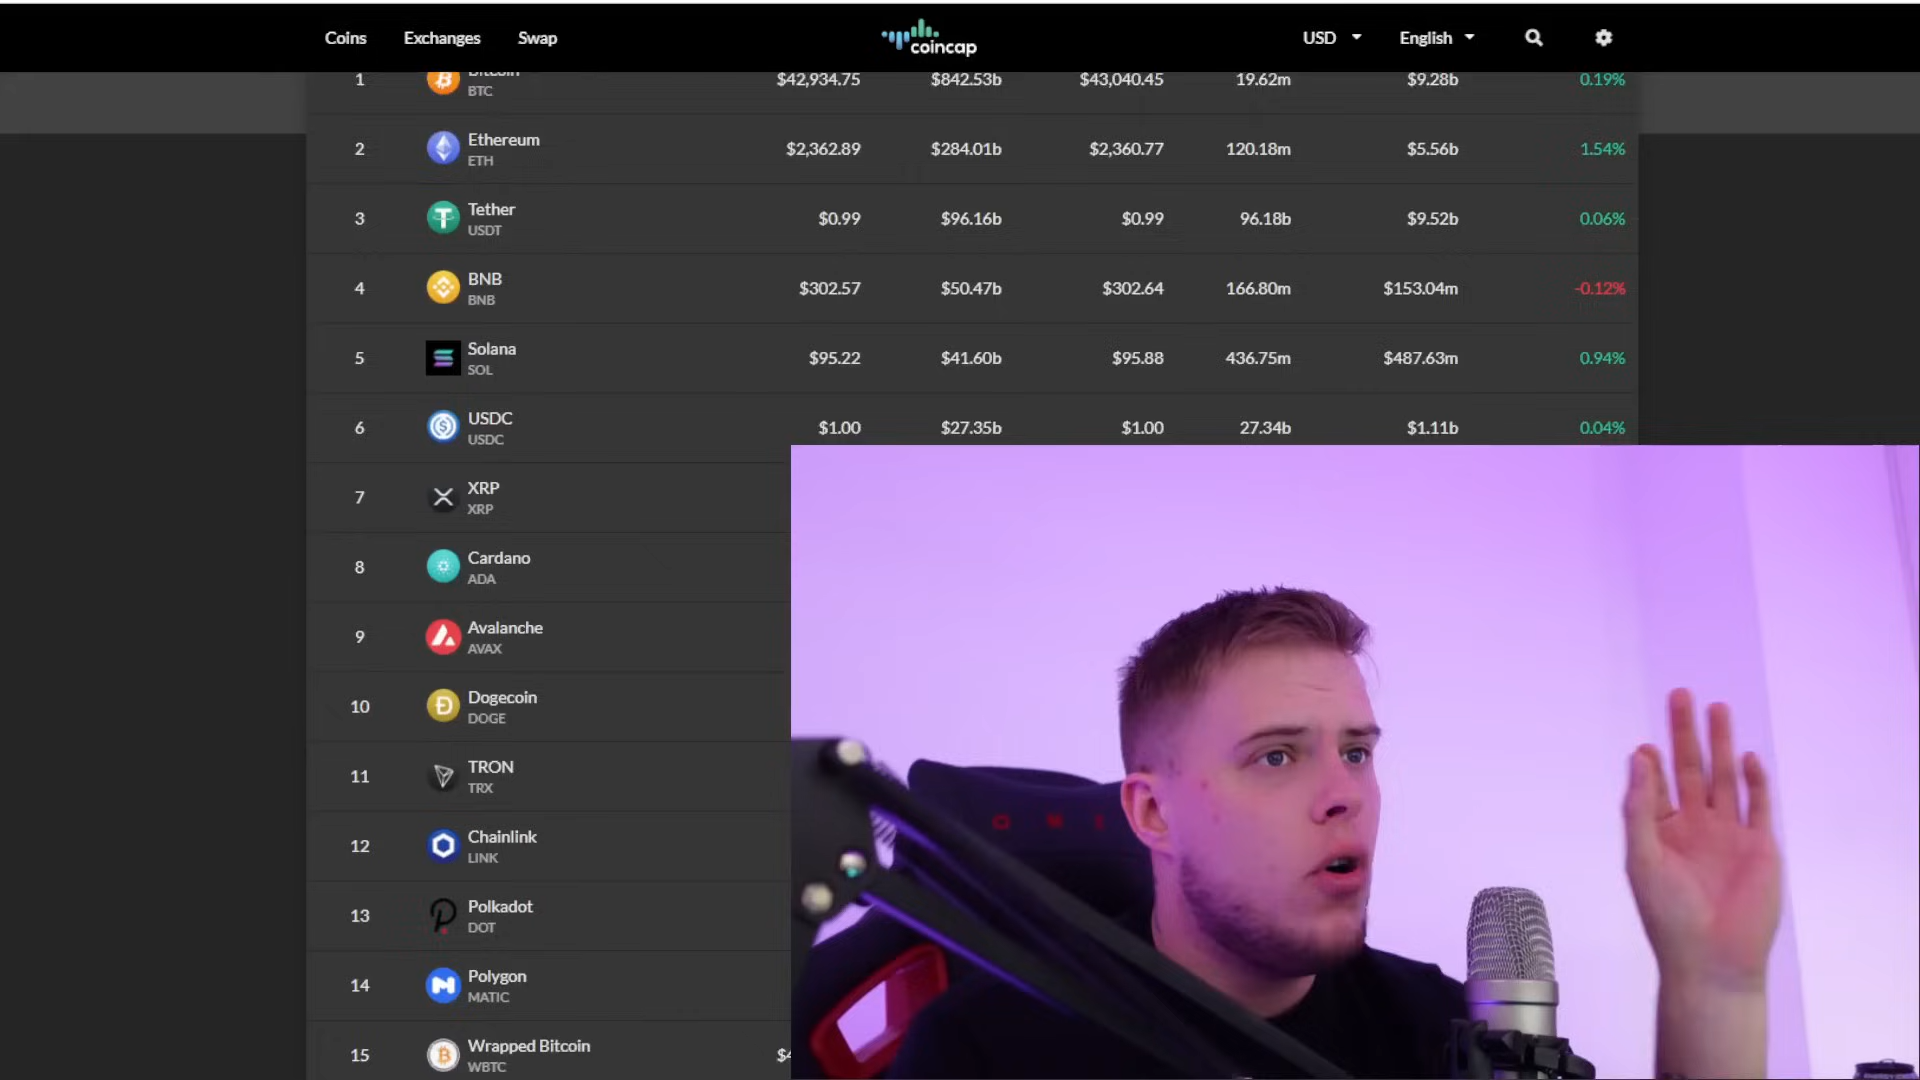 Coins Exchanges Swap coincap USD English
1 Bitcoin $42,934.75 $842.53b $43,040.45 19.62m $9.28b 0.19%
BTC
2 Ethereum $2,362.89 $284.01b $2,360.77 120.18m $5.56b 1.54%
ETH
3 Tether $0.99 $96.16b $0.99 96.18b $9.52b 0.06%
USDT
4 BNB $302.57 $50.47b $302.64 166.80m $153.04m -0.12%
BNB
5 Solana $95.22 $41.60b $95.88 436.75m $487.63m 0.94%
SOL
6 USDC $1.00 $27.35b $1.00 27.34b $1.11b 0.04%
USDC
7 XRP
XRP
8 Cardano
ADA
9 Avalanche
AVAX
10 Dogecoin
DOGE
11 TRON
TRX
12 Chainlink
LINK
13 Polkadot
DOT
14 Polygon
MATIC
15 Wrapped Bitcoin
WBTC